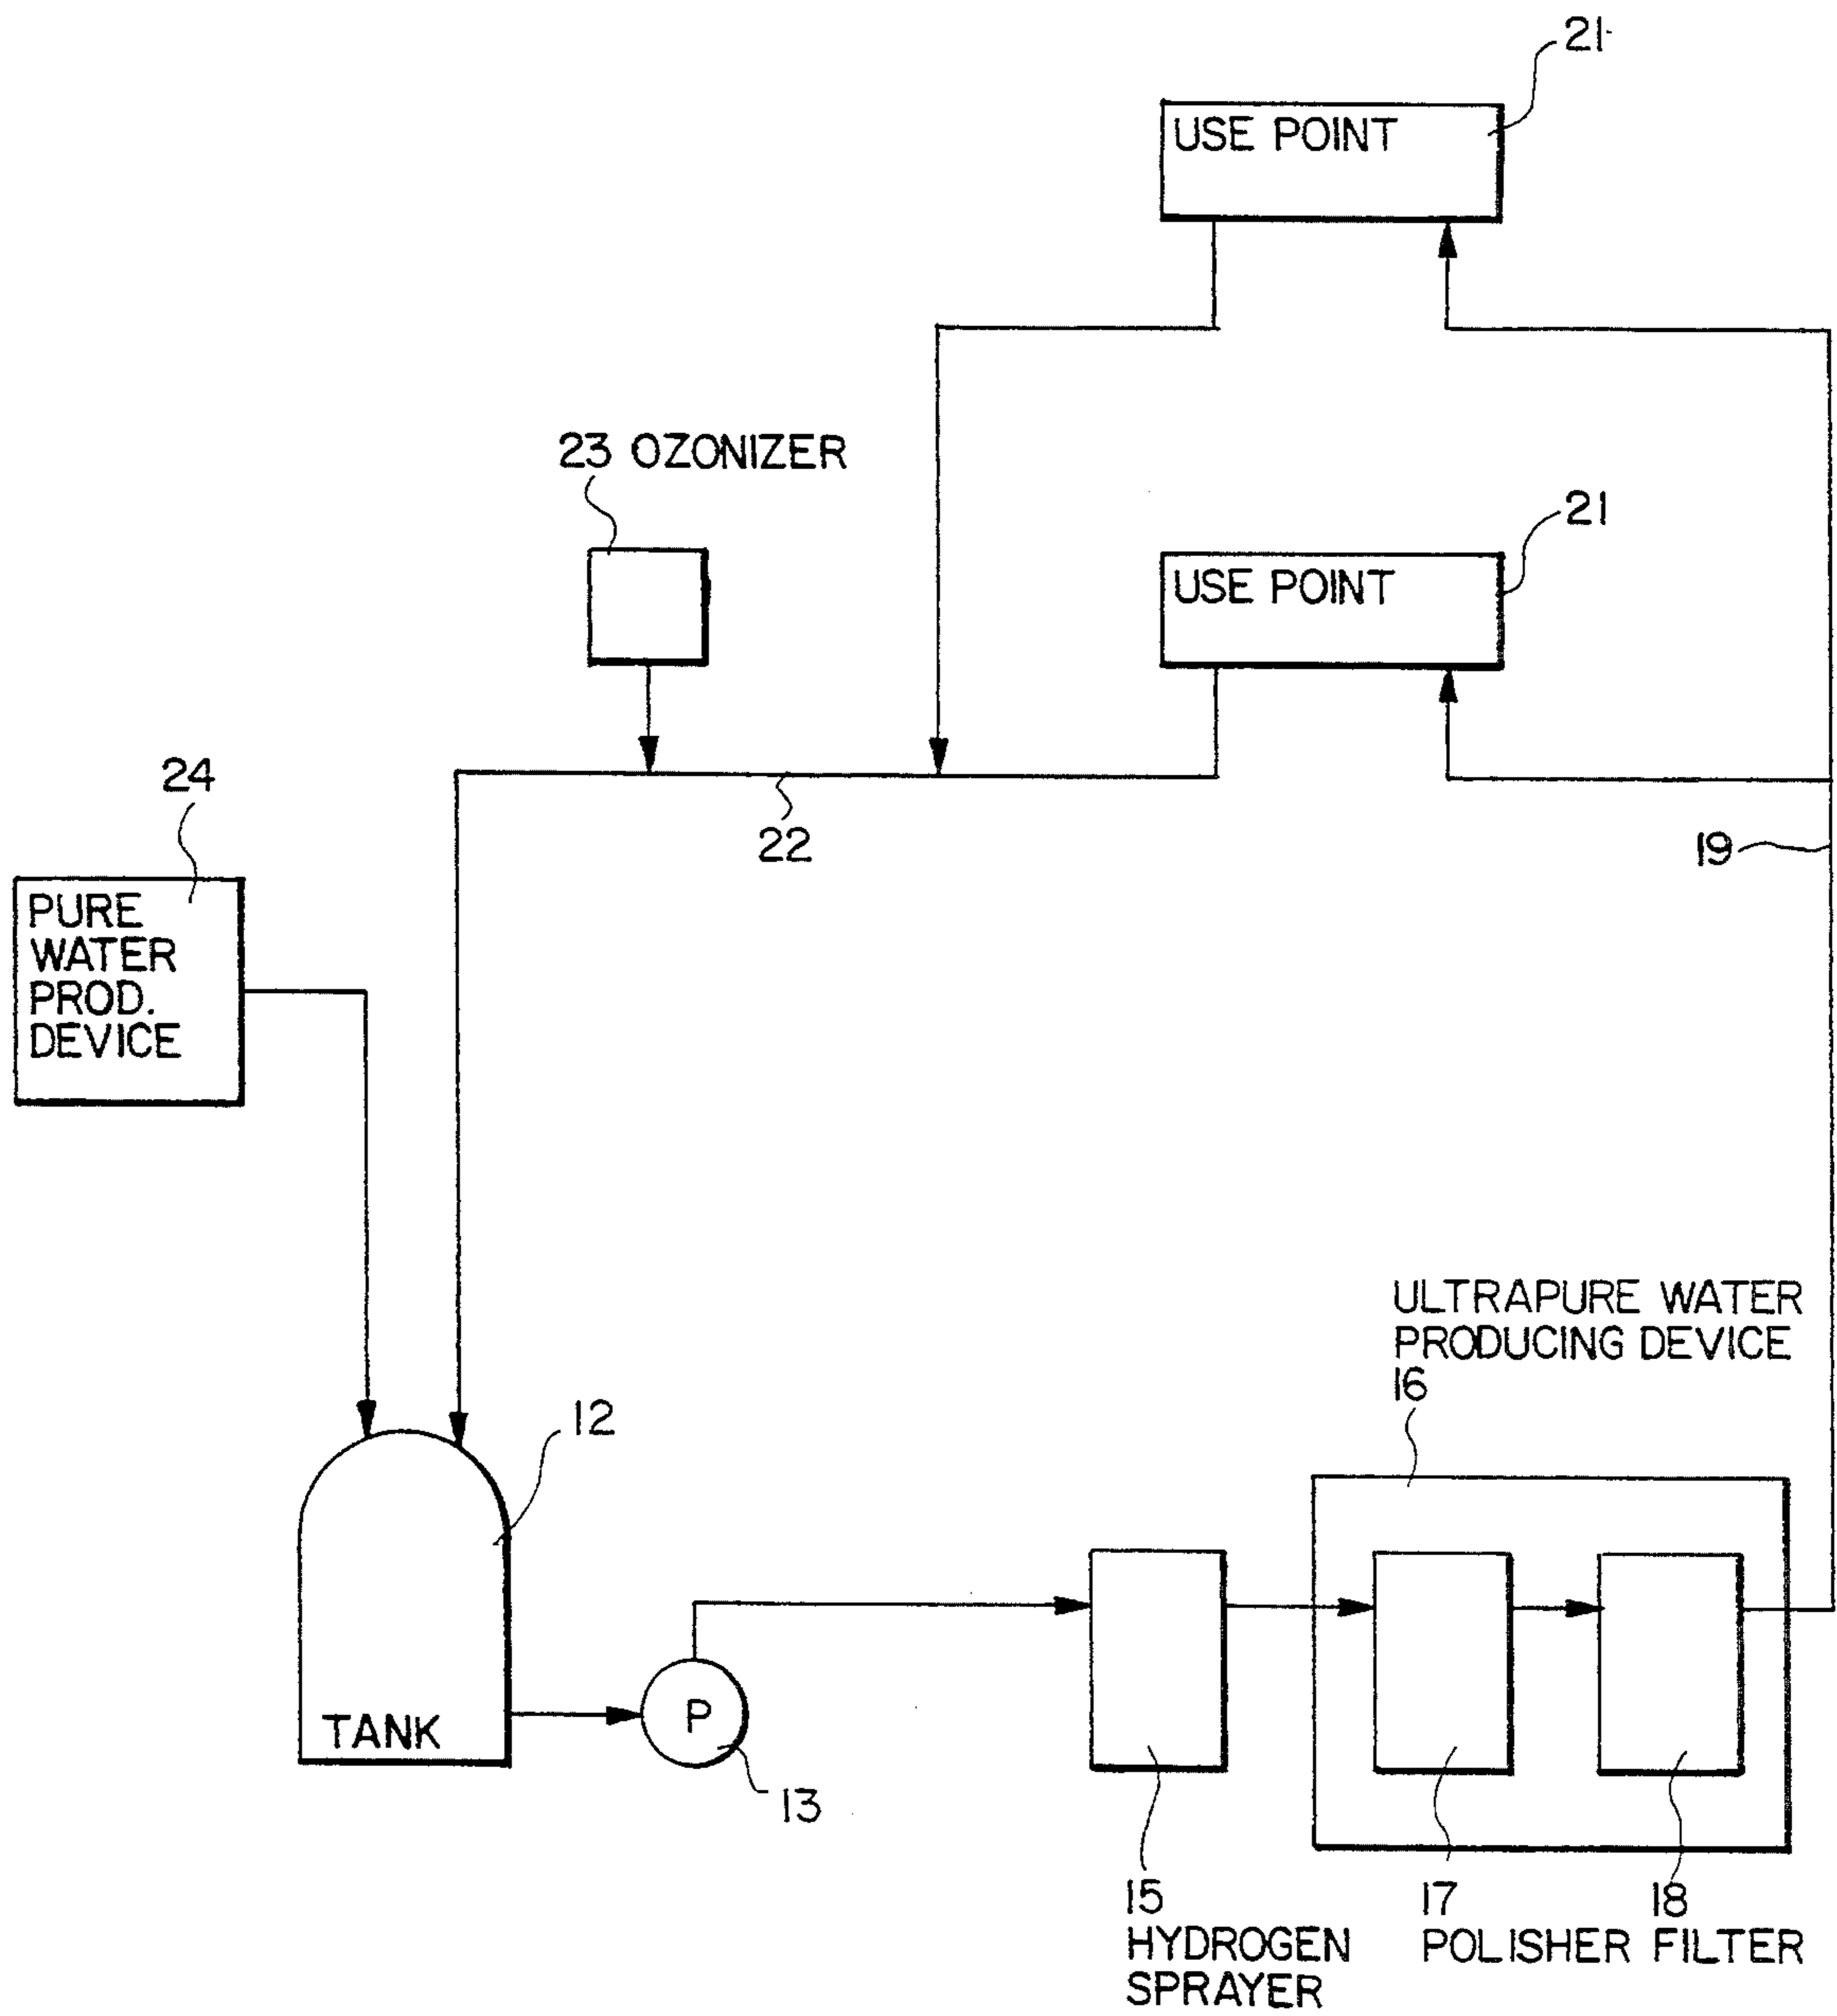 21
USE POINT
23 OZONIZER
21
USE POINT
24
22
19
PURE
WATER
PROD.
DEVICE
ULTRAPURE WATER
PRODUCING DEVICE
16
12
TANK
P
13
15
HYDROGEN
SPRAYER
17
POLISHER
18
FILTER